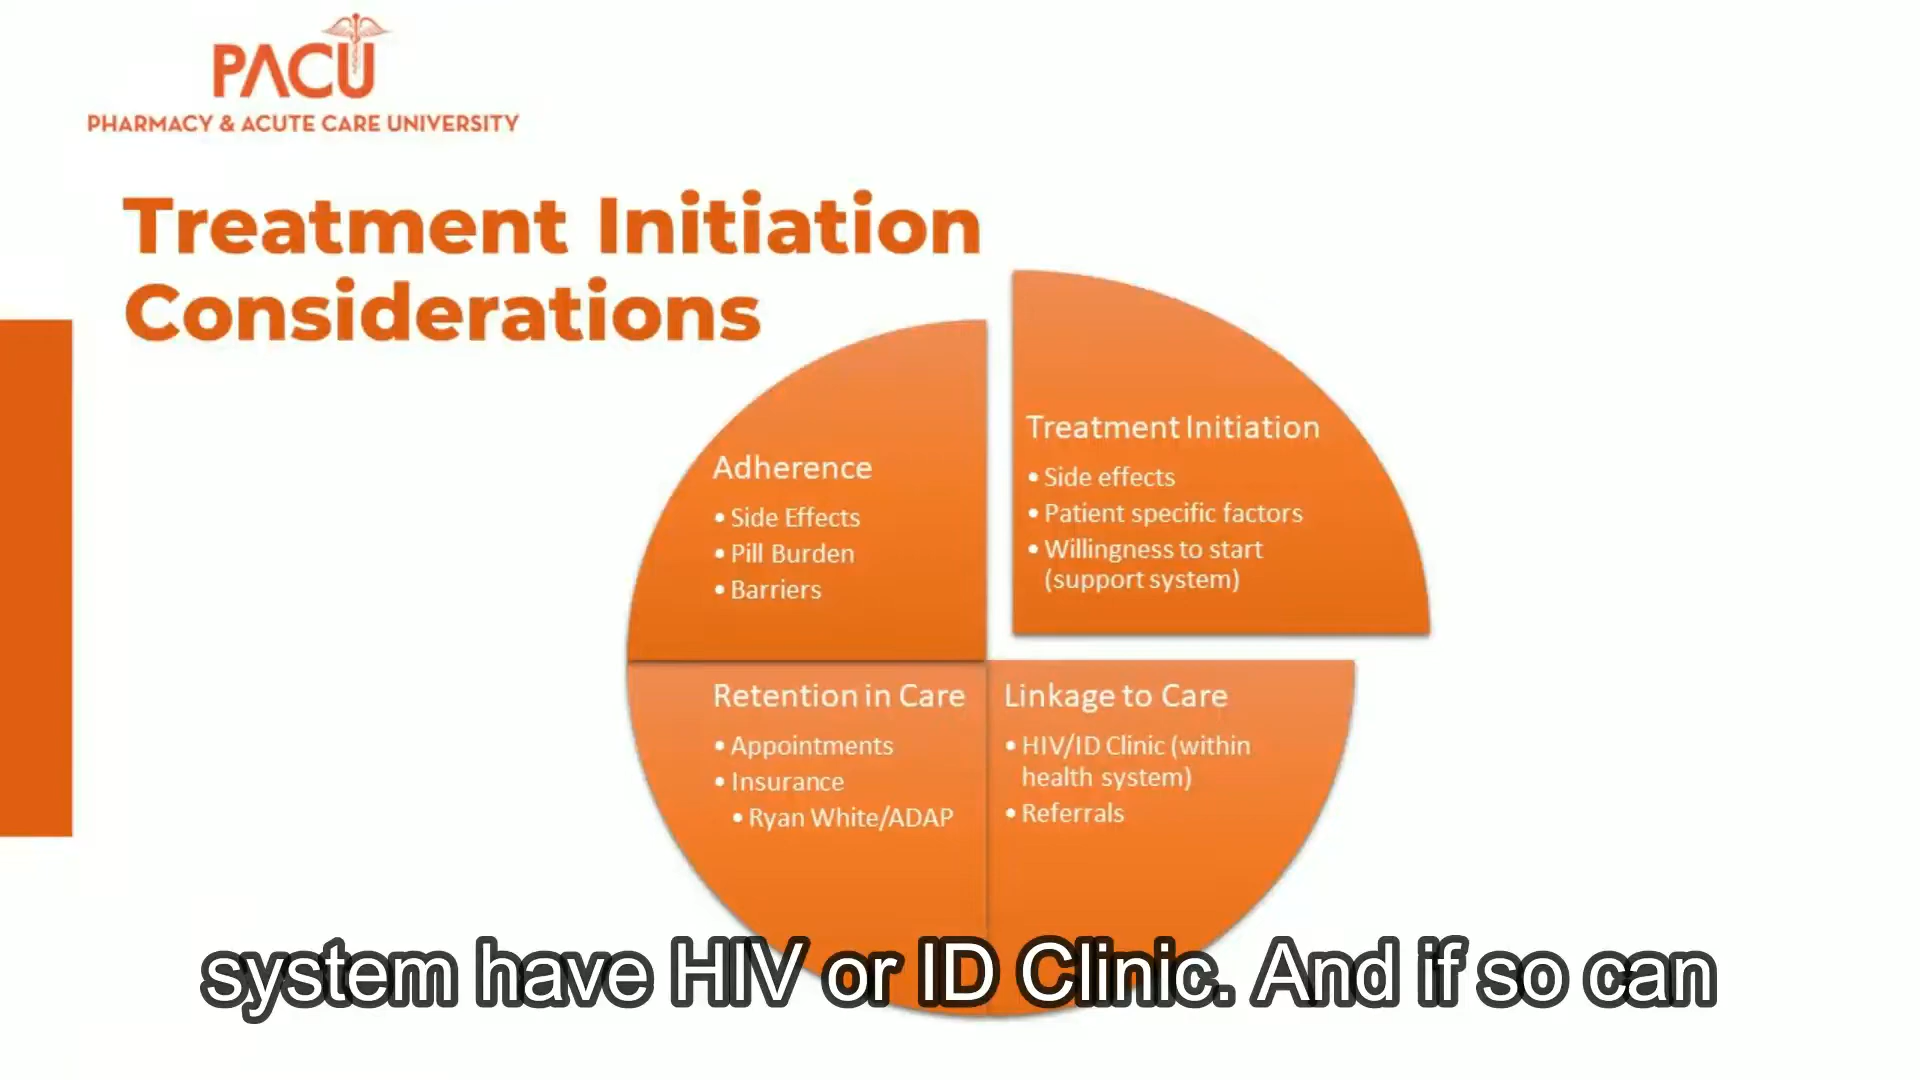 PACU
PHARMACY & ACUTE CARE UNIVERSITY
Treatment Initiation
Considerations
Adherence
• Side Effects
• Pill Burden
• Barriers
Treatment Initiation
• Side effects
• Patient specific factors
• Willingness to start
(support system)
Retention in Care
• Appointments
• Insurance
• Ryan White/ADAP
Linkage to Care
• HIV/ID Clinic (within
health system)
• Referrals
system have HIV or ID Clinic. And if so can